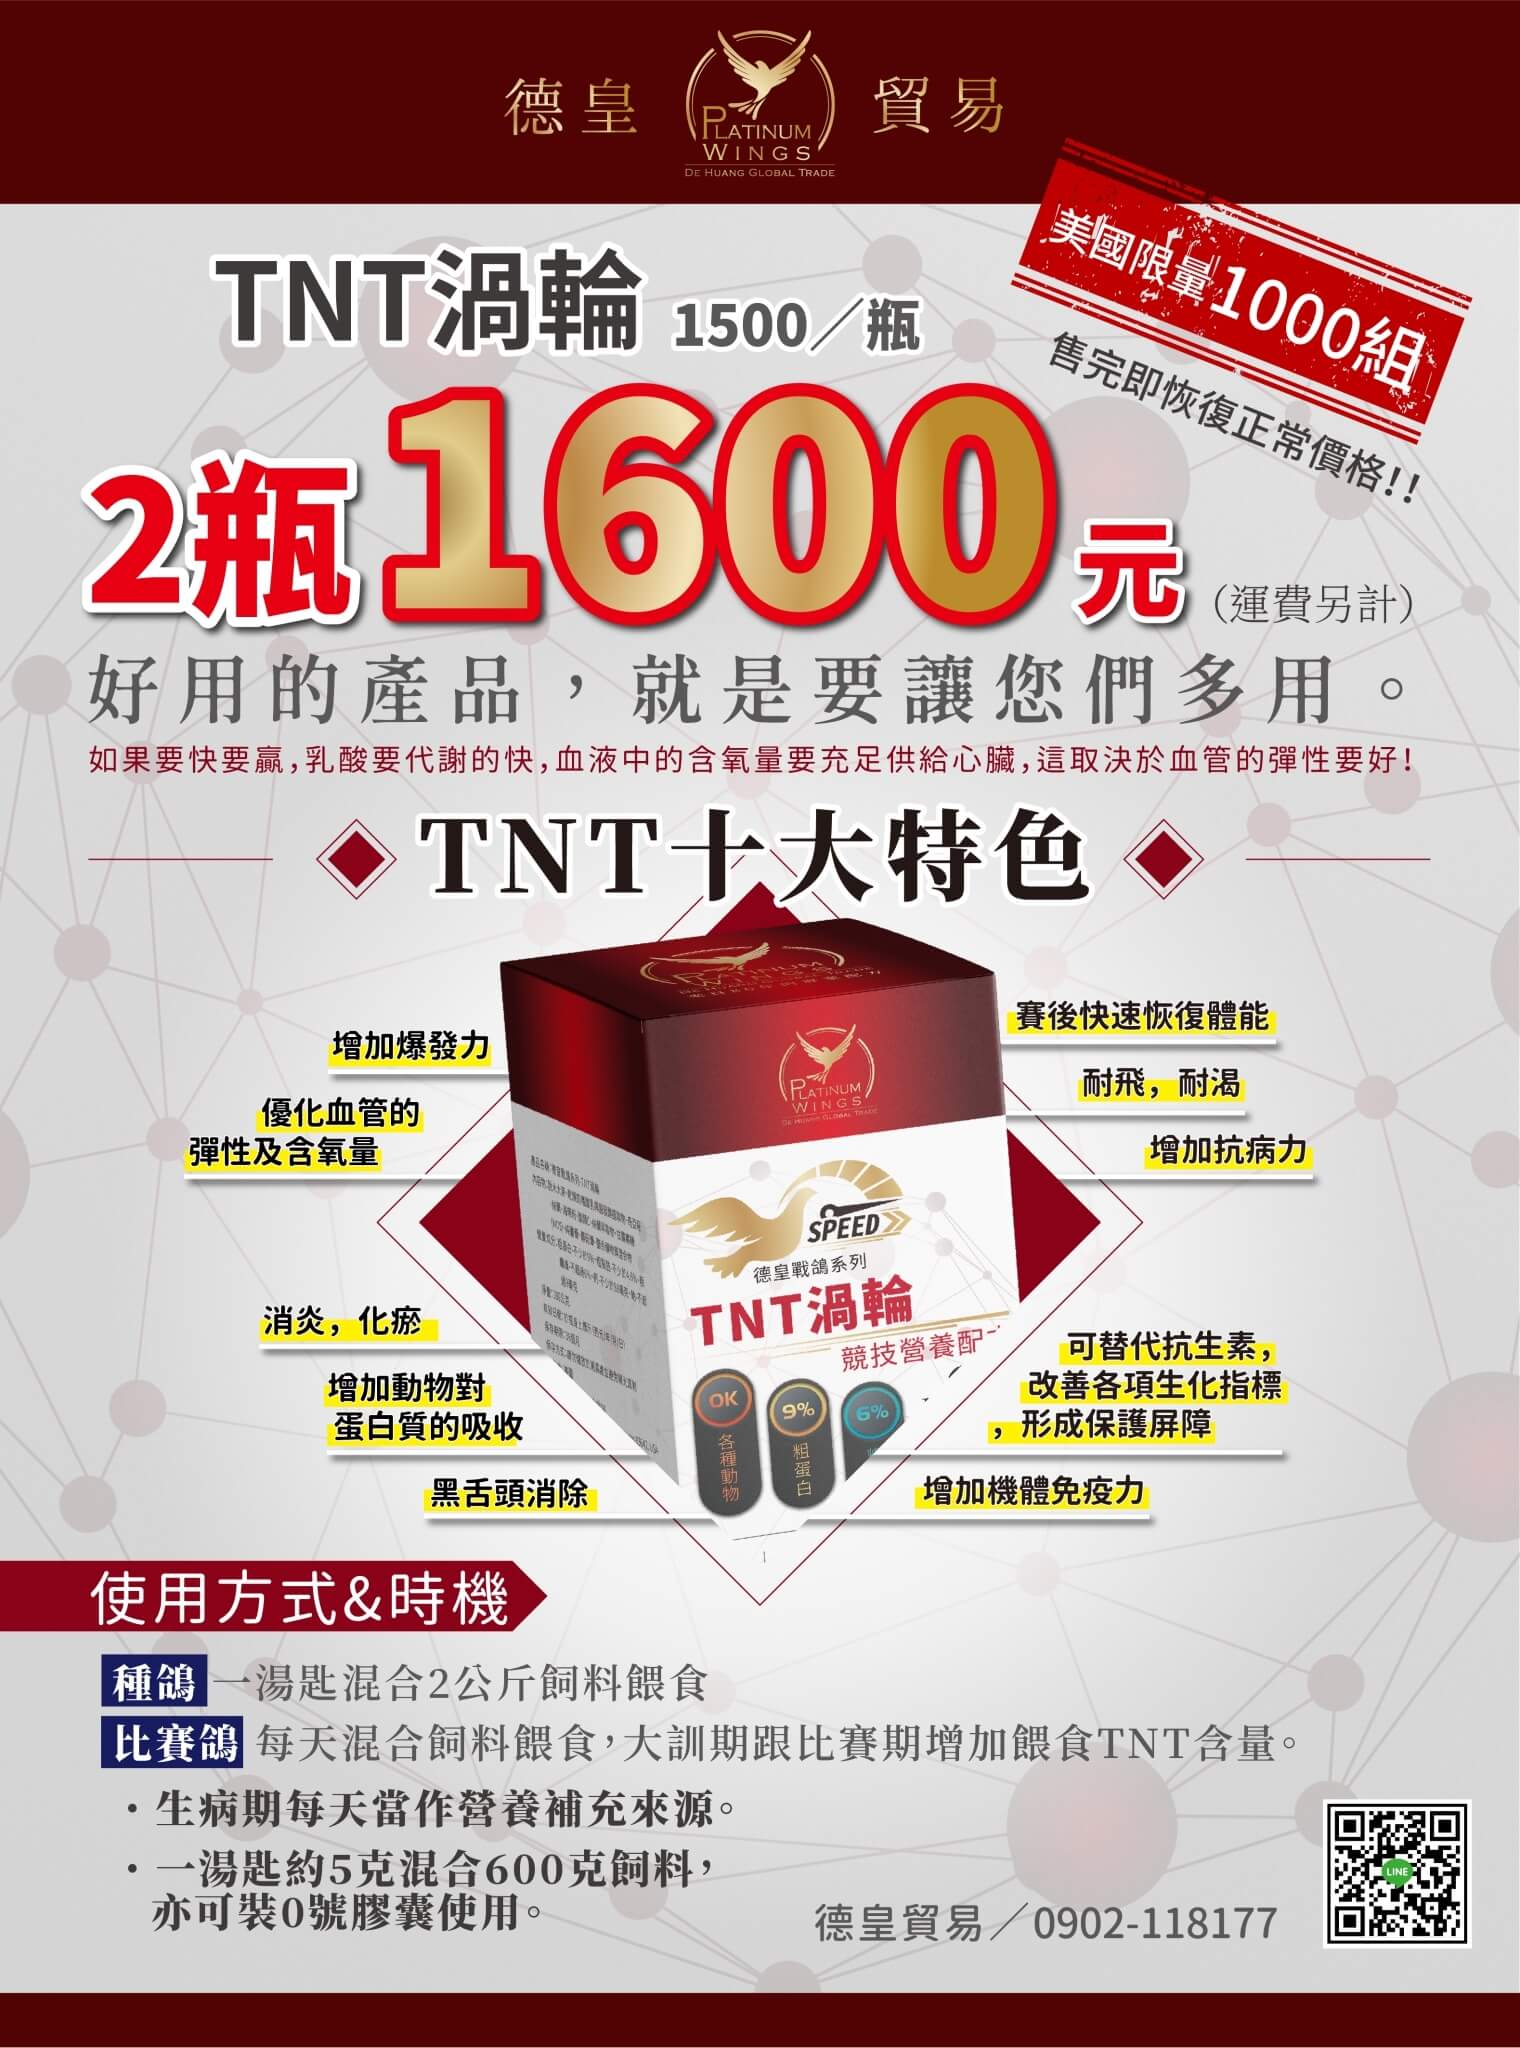 德皇 貿易
PLATINUM
WINGS
DE HUANG GLOBAL TRADE
美國限量1000組
售完即恢復正常價格!!
TNT渦輪 1500／瓶
2瓶1600元(運費另計)
好用的產品，就是要讓您們多用。
如果要快要贏,乳酸要代謝的快,血液中的含氧量要充足供給心臟,這取決於血管的彈性要好!
TNT十大特色
增加爆發力
優化血管的
彈性及含氧量
消炎，化瘀
增加動物對
蛋白質的吸收
黑舌頭消除
賽後快速恢復體能
耐飛，耐渴
增加抗病力
可替代抗生素，
改善各項生化指標
，形成保護屏障
增加機體免疫力
PLATINUM
WINGS
DE HUANG GLOBAL TRADE
SPEED
德皇戰鴿系列
TNT渦輪
競技營養配
OK
各種動物
9%
粗蛋白
6%
使用方式&時機
種鴿 一湯匙混合2公斤飼料餵食
比賽鴿 每天混合飼料餵食，大訓期跟比賽期增加餵食TNT含量。
・生病期每天當作營養補充來源。
・一湯匙約5克混合600克飼料，
亦可裝0號膠囊使用。
德皇貿易／0902-118177
LINE